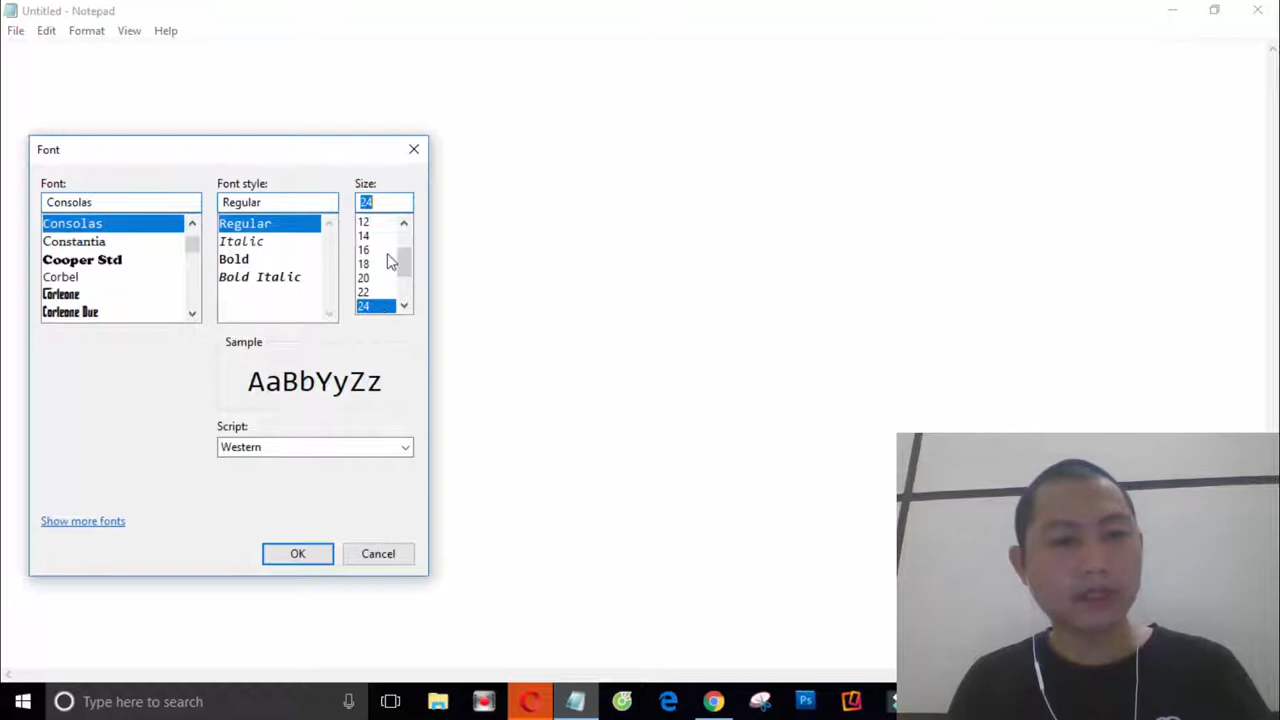 Untitled - Notepad
File Edit Format View Help
Font
Font: Font style: Size:
Consolas Regular 24
Consolas Regular 12
Constantia Italic 14
Cooper Std Bold 16
Corbel Bold Italic 18
Corleone 20
Corleone Due 22
24
Sample
AaBbYyZz
Script:
Western
Show more fonts
OK Cancel
Type here to search
Ps